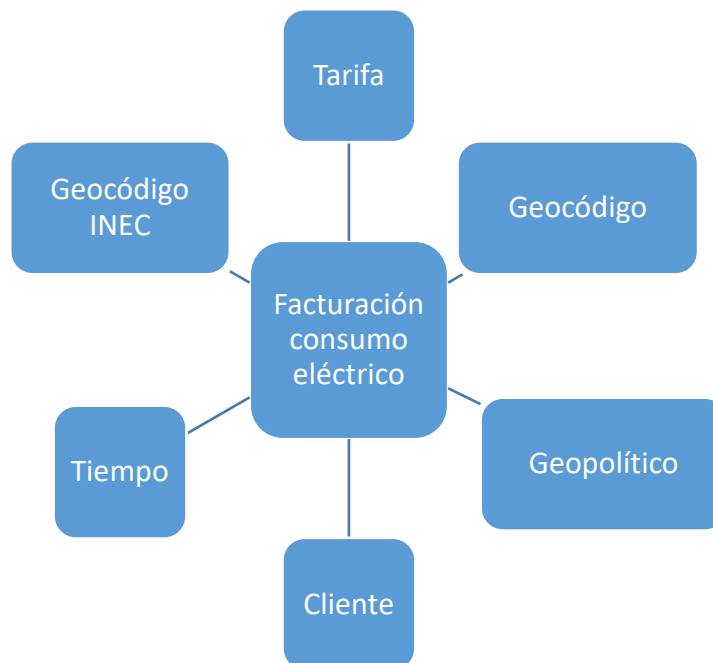 Tarifa
Geocódigo
INEC
Geocódigo
Facturación
consumo
eléctrico
Tiempo
Geopolítico
Cliente